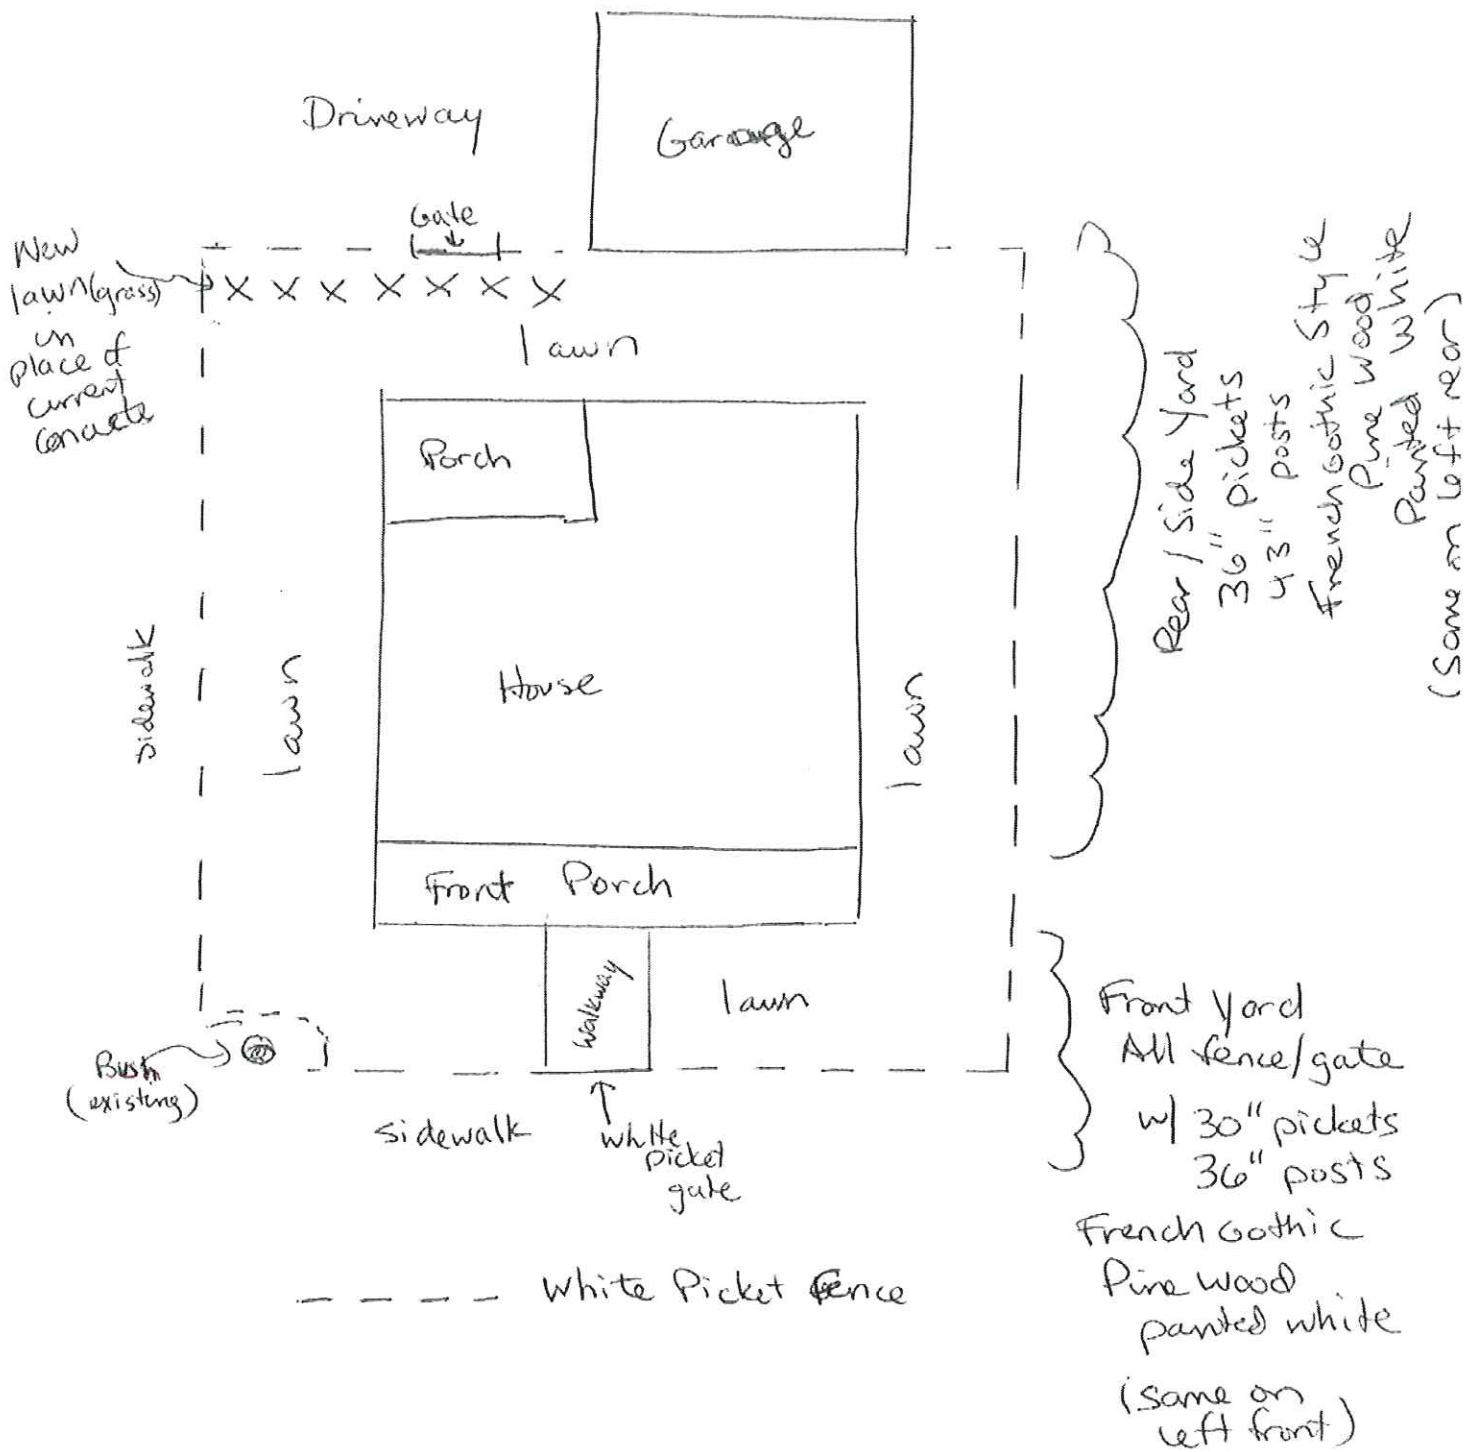 Driveway
Garage
Gate
New
lawn(grass)
in
place of
current
concrete
X X X X X X X
lawn
Porch
House
sidewalk
lawn
lawn
Front Porch
Walkway
lawn
Bush
(existing)
sidewalk
white
picket
gate
Rear / Side Yard
36" pickets
43" posts
French Gothic Style
Pine Wood
Painted White
(Same on left rear)
Front Yard
All fence/gate
w/ 30" pickets
36" posts
French Gothic
Pine Wood
painted white
(same on
left front)
---- White Picket Fence